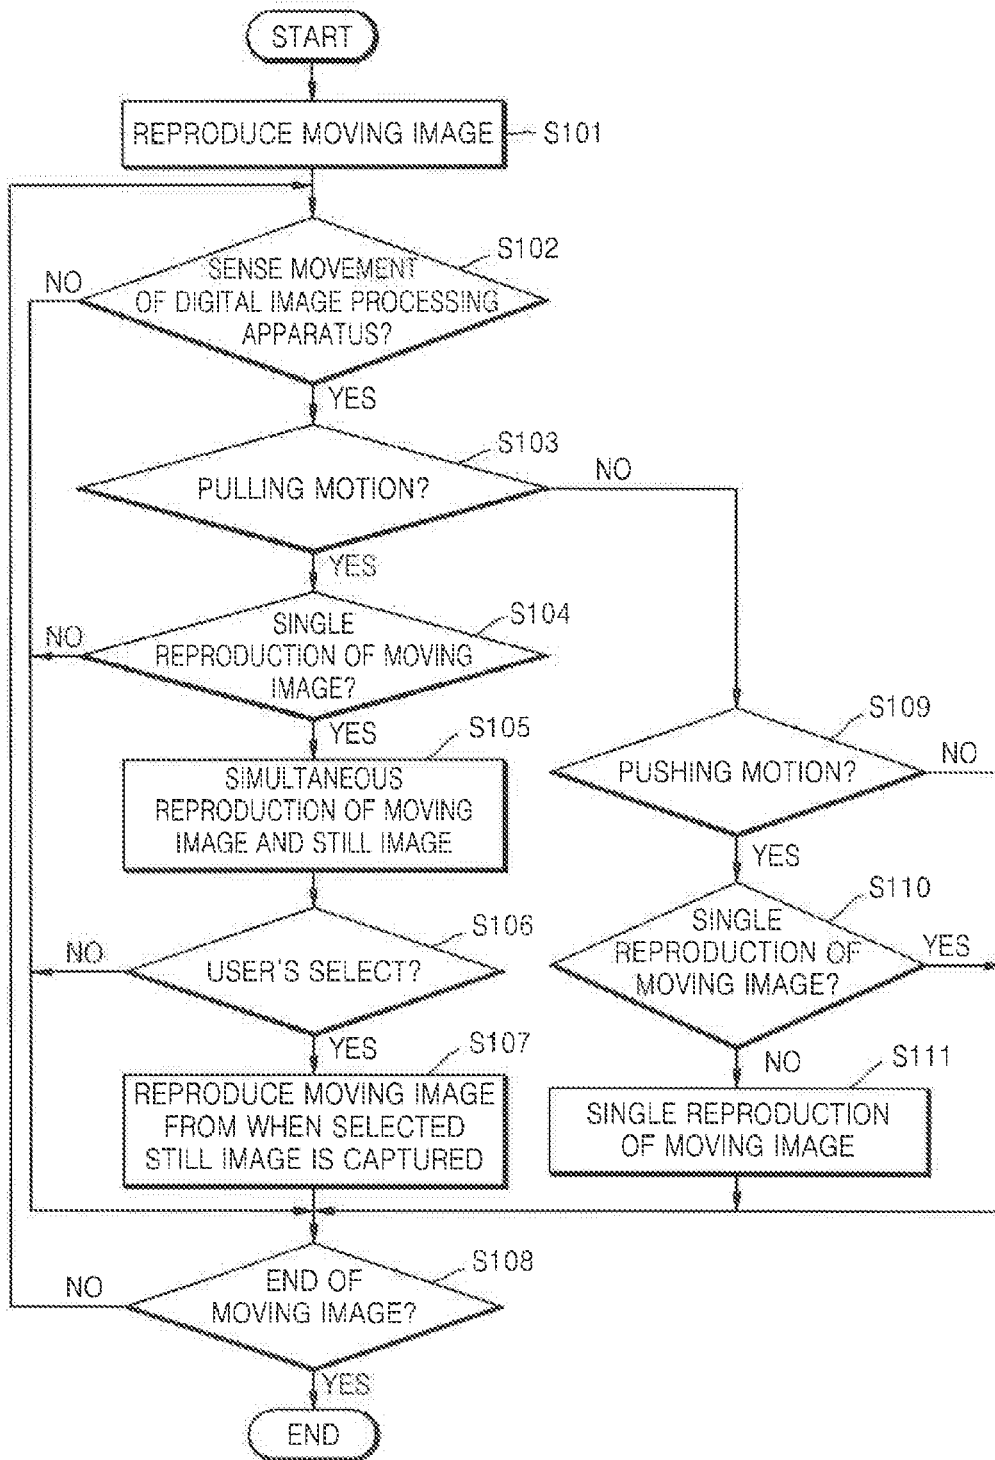 START
REPRODUCE MOVING IMAGE
S101
S102
NO
SENSE MOVEMENT
OF DIGITAL IMAGE PROCESSING
APPARATUS?
YES
S103
PULLING MOTION?
NO
YES
S104
NO
SINGLE
REPRODUCTION OF MOVING
IMAGE?
YES
S105
SIMULTANEOUS
REPRODUCTION OF MOVING
IMAGE AND STILL IMAGE
S109
PUSHING MOTION?
NO
YES
S106
NO
USER'S SELECT?
YES
S110
SINGLE
REPRODUCTION OF
MOVING IMAGE?
YES
NO
S107
REPRODUCE MOVING IMAGE
FROM WHEN SELECTED
STILL IMAGE IS CAPTURED
S111
SINGLE REPRODUCTION
OF MOVING IMAGE
S108
NO
END OF
MOVING IMAGE?
YES
END